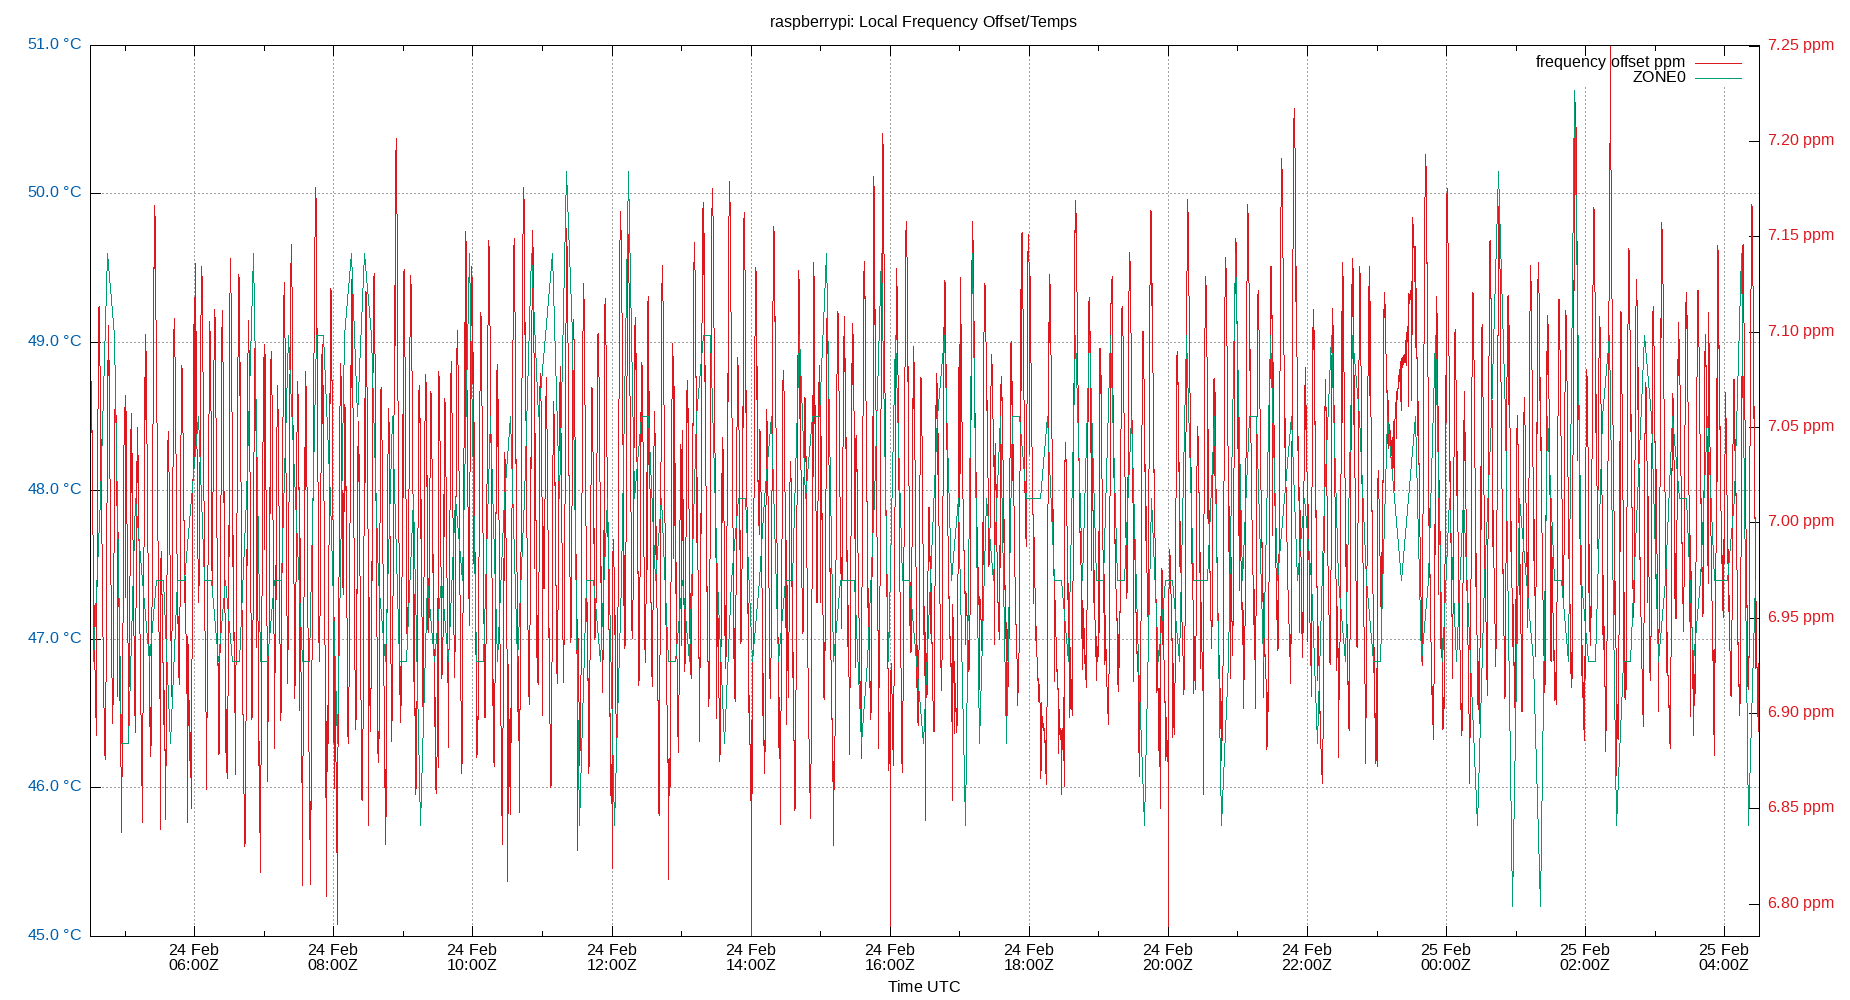 raspberrypi: Local Frequency Offset/Temps
51.0 °C
50.0 °C
49.0 °C
48.0 °C
47.0 °C
46.0 °C
45.0 °C
7.25 ppm
7.20 ppm
7.15 ppm
7.10 ppm
7.05 ppm
7.00 ppm
6.95 ppm
6.90 ppm
6.85 ppm
6.80 ppm
frequency offset ppm
ZONE0
24 Feb
06:00Z
24 Feb
08:00Z
24 Feb
10:00Z
24 Feb
12:00Z
24 Feb
14:00Z
24 Feb
16:00Z
24 Feb
18:00Z
24 Feb
20:00Z
24 Feb
22:00Z
25 Feb
00:00Z
25 Feb
02:00Z
25 Feb
04:00Z
Time UTC